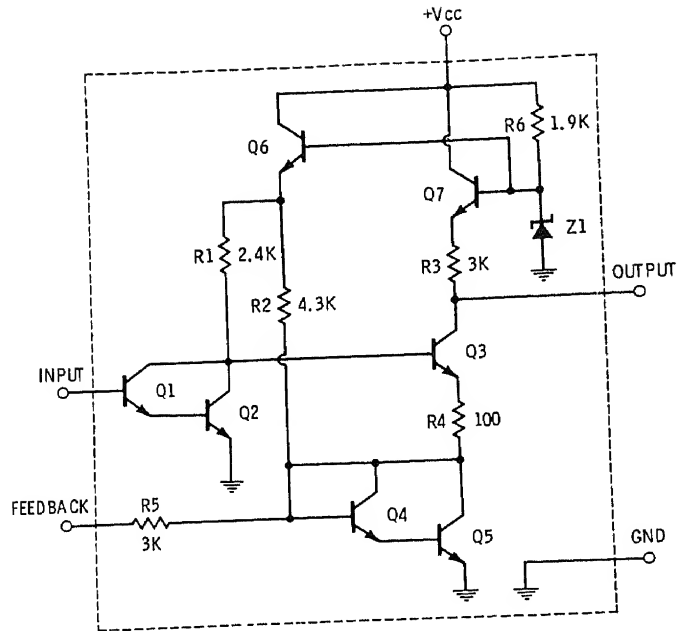 +Vcc
R6 1.9K
Q6
Q7
Z1
R1 2.4K
R3 3K
OUTPUT
R2 4.3K
Q3
INPUT
Q1
Q2
R4 100
FEEDBACK
R5
3K
Q4
Q5
GND